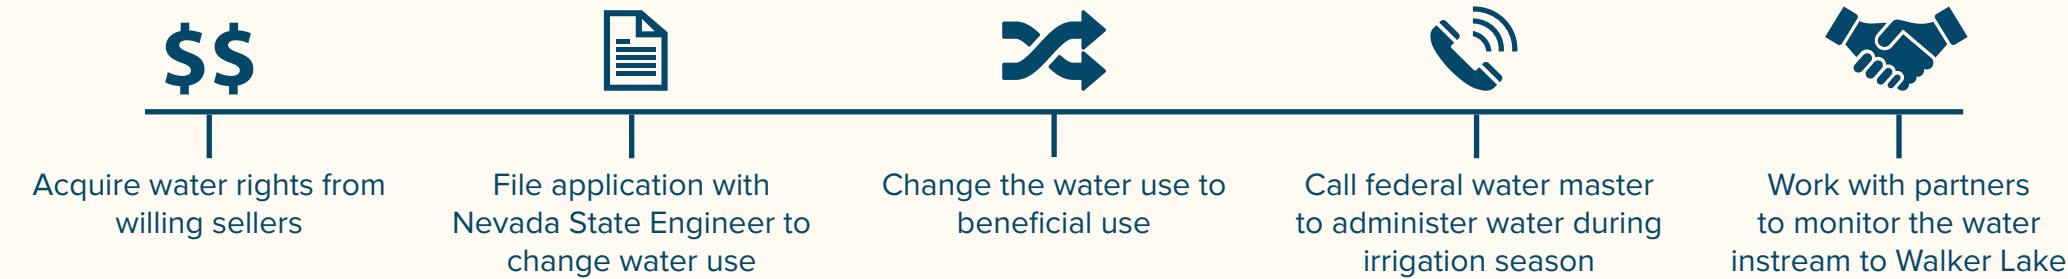 $$
Acquire water rights from
willing sellers
File application with
Nevada State Engineer to
change water use
Change the water use to
beneficial use
Call federal water master
to administer water during
irrigation season
Work with partners
to monitor the water
instream to Walker Lake